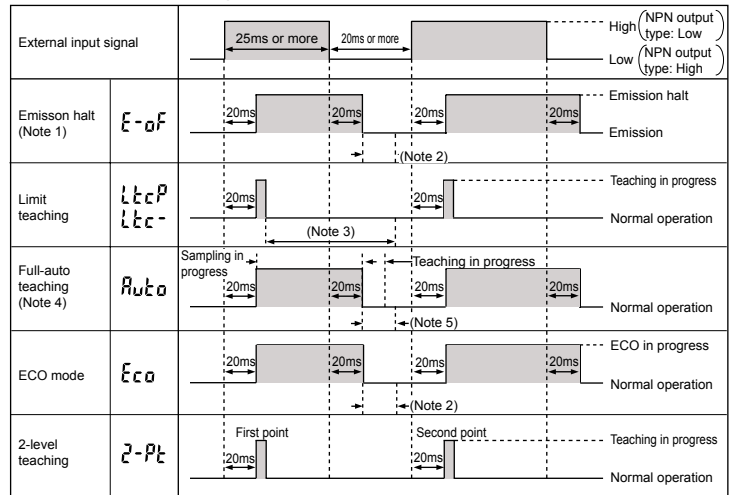 External input signal
25ms or more
20ms or more
High (NPN output type: Low)
Low (NPN output type: High)
Emisson halt (Note 1)
E-oF
20ms
20ms
20ms
20ms
(Note 2)
Emission halt
Emission
Limit teaching
LtcP
Ltc-
20ms
20ms
(Note 3)
Teaching in progress
Normal operation
Full-auto teaching (Note 4)
Auto
Sampling in progress
Teaching in progress
20ms
20ms
20ms
20ms
(Note 5)
Normal operation
ECO mode
Eco
20ms
20ms
20ms
20ms
(Note 2)
ECO in progress
Normal operation
2-level teaching
2-Pt
First point
Second point
20ms
20ms
Teaching in progress
Normal operation